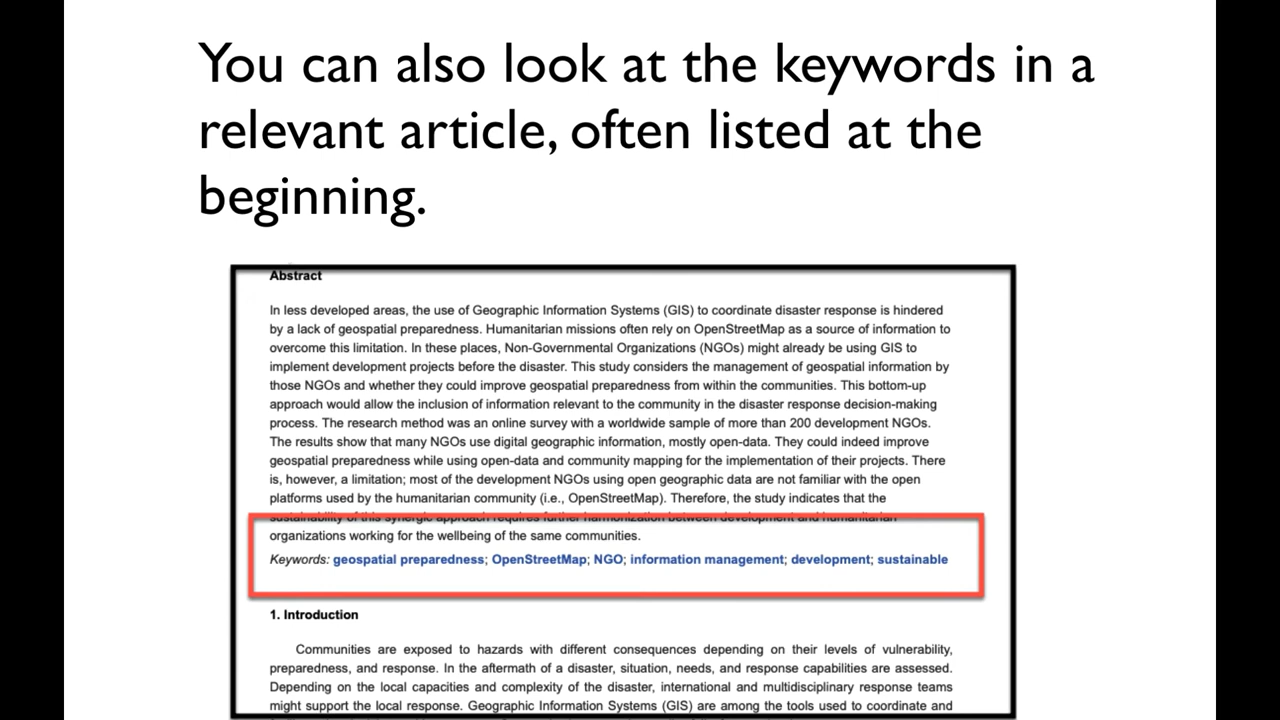 You can also look at the keywords in a
relevant article, often listed at the
beginning.
Abstract
In less developed areas, the use of Geographic Information Systems (GIS) to coordinate disaster response is hindered
by a lack of geospatial preparedness. Humanitarian missions often rely on OpenStreetMap as a source of information to
overcome this limitation. In these places, Non-Governmental Organizations (NGOs) might already be using GIS to
implement development projects before the disaster. This study considers the management of geospatial information by
those NGOs and whether they could improve geospatial preparedness from within the communities. This bottom-up
approach would allow the inclusion of information relevant to the community in the disaster response decision-making
process. The research method was an online survey with a worldwide sample of more than 200 development NGOs.
The results show that many NGOs use digital geographic information, mostly open-data. They could indeed improve
geospatial preparedness while using open-data and community mapping for the implementation of their projects. There
is, however, a limitation; most of the development NGOs using open geographic data are not familiar with the open
platforms used by the humanitarian community (i.e., OpenStreetMap). Therefore, the study indicates that the
sustainability of this synergic approach requires further harmonization between development and humanitarian
organizations working for the wellbeing of the same communities.
Keywords: geospatial preparedness; OpenStreetMap; NGO; information management; development; sustainable
1. Introduction
Communities are exposed to hazards with different consequences depending on their levels of vulnerability,
preparedness, and response. In the aftermath of a disaster, situation, needs, and response capabilities are assessed.
Depending on the local capacities and complexity of the disaster, international and multidisciplinary response teams
might support the local response. Geographic Information Systems (GIS) are among the tools used to coordinate and